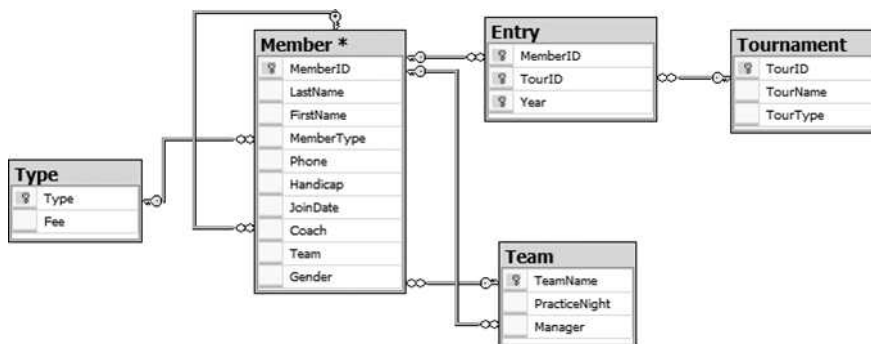 Member *
MemberID
LastName
FirstName
MemberType
Phone
Handicap
JoinDate
Coach
Team
Gender
Entry
MemberID
TourID
Year
Tournament
TourID
TourName
TourType
Type
Type
Fee
Team
TeamName
PracticeNight
Manager